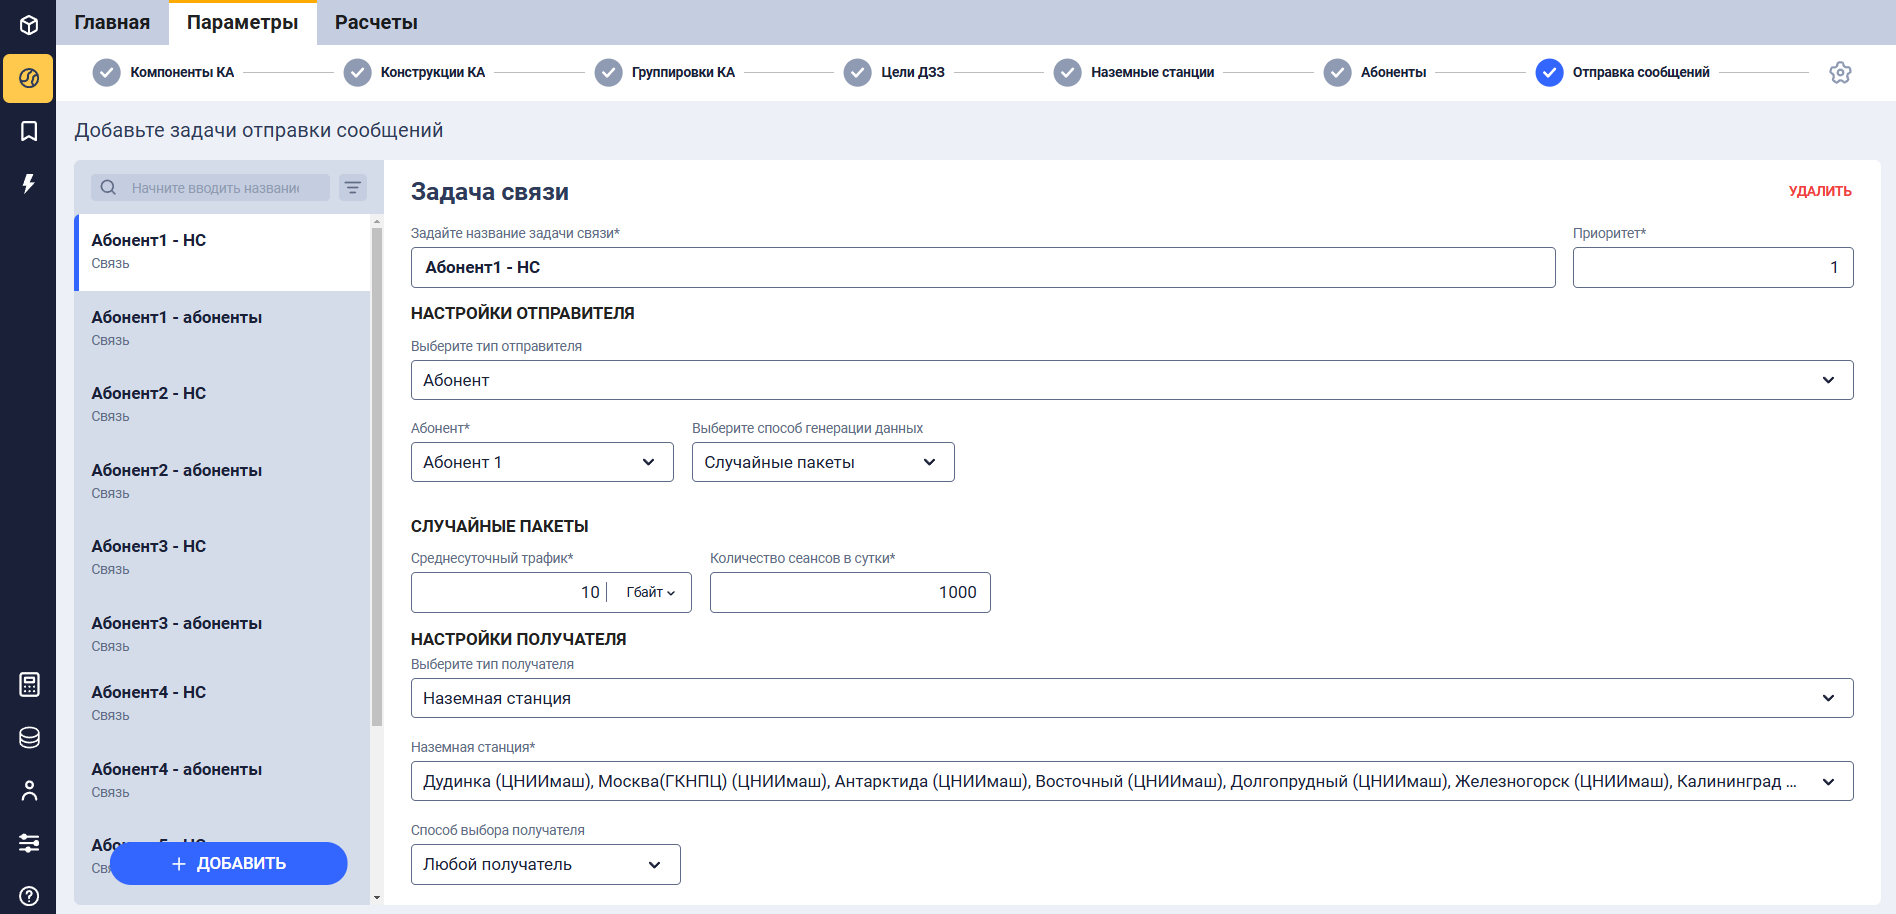 Главная Параметры Расчеты
Компоненты КА Конструкции КА Группировки КА Цели ДЗЗ Наземные станции Абоненты Отправка сообщений
Добавьте задачи отправки сообщений
Начните вводить название
Абонент1 - НС
Связь
Абонент1 - абоненты
Связь
Абонент2 - НС
Связь
Абонент2 - абоненты
Связь
Абонент3 - НС
Связь
Абонент3 - абоненты
Связь
Абонент4 - НС
Связь
Абонент4 - абоненты
Связь
ДОБАВИТЬ
Задача связи
УДАЛИТЬ
Задайте название задачи связи* Приоритет*
Абонент1 - НС 1
НАСТРОЙКИ ОТПРАВИТЕЛЯ
Выберите тип отправителя
Абонент
Абонент* Выберите способ генерации данных
Абонент 1 Случайные пакеты
СЛУЧАЙНЫЕ ПАКЕТЫ
Среднесуточный трафик* Количество сеансов в сутки*
10 Гбайт 1000
НАСТРОЙКИ ПОЛУЧАТЕЛЯ
Выберите тип получателя
Наземная станция
Наземная станция*
Дудинка (ЦНИИмаш), Москва(ГКНПЦ) (ЦНИИмаш), Антарктида (ЦНИИмаш), Восточный (ЦНИИмаш), Долгопрудный (ЦНИИмаш), Железногорск (ЦНИИмаш), Калининград ...
Способ выбора получателя
Любой получатель